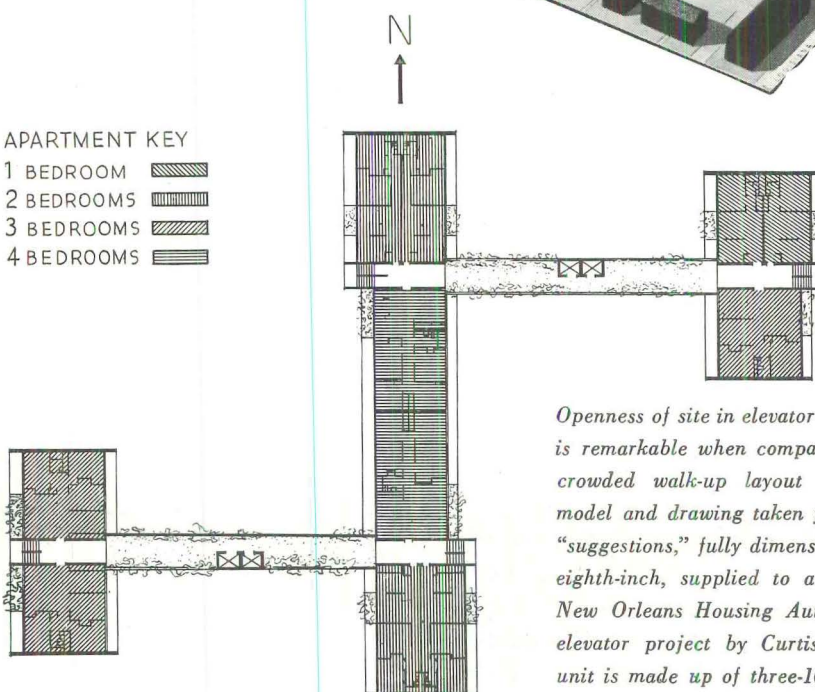 N
APARTMENT KEY
1 BEDROOM
2 BEDROOMS
3 BEDROOMS
4 BEDROOMS
Openness of site in elevator
is remarkable when compa
crowded walk-up layout
model and drawing taken
"suggestions," fully dimens
eighth-inch, supplied to a
New Orleans Housing Au
elevator project by Curtis
unit is made up of three-1